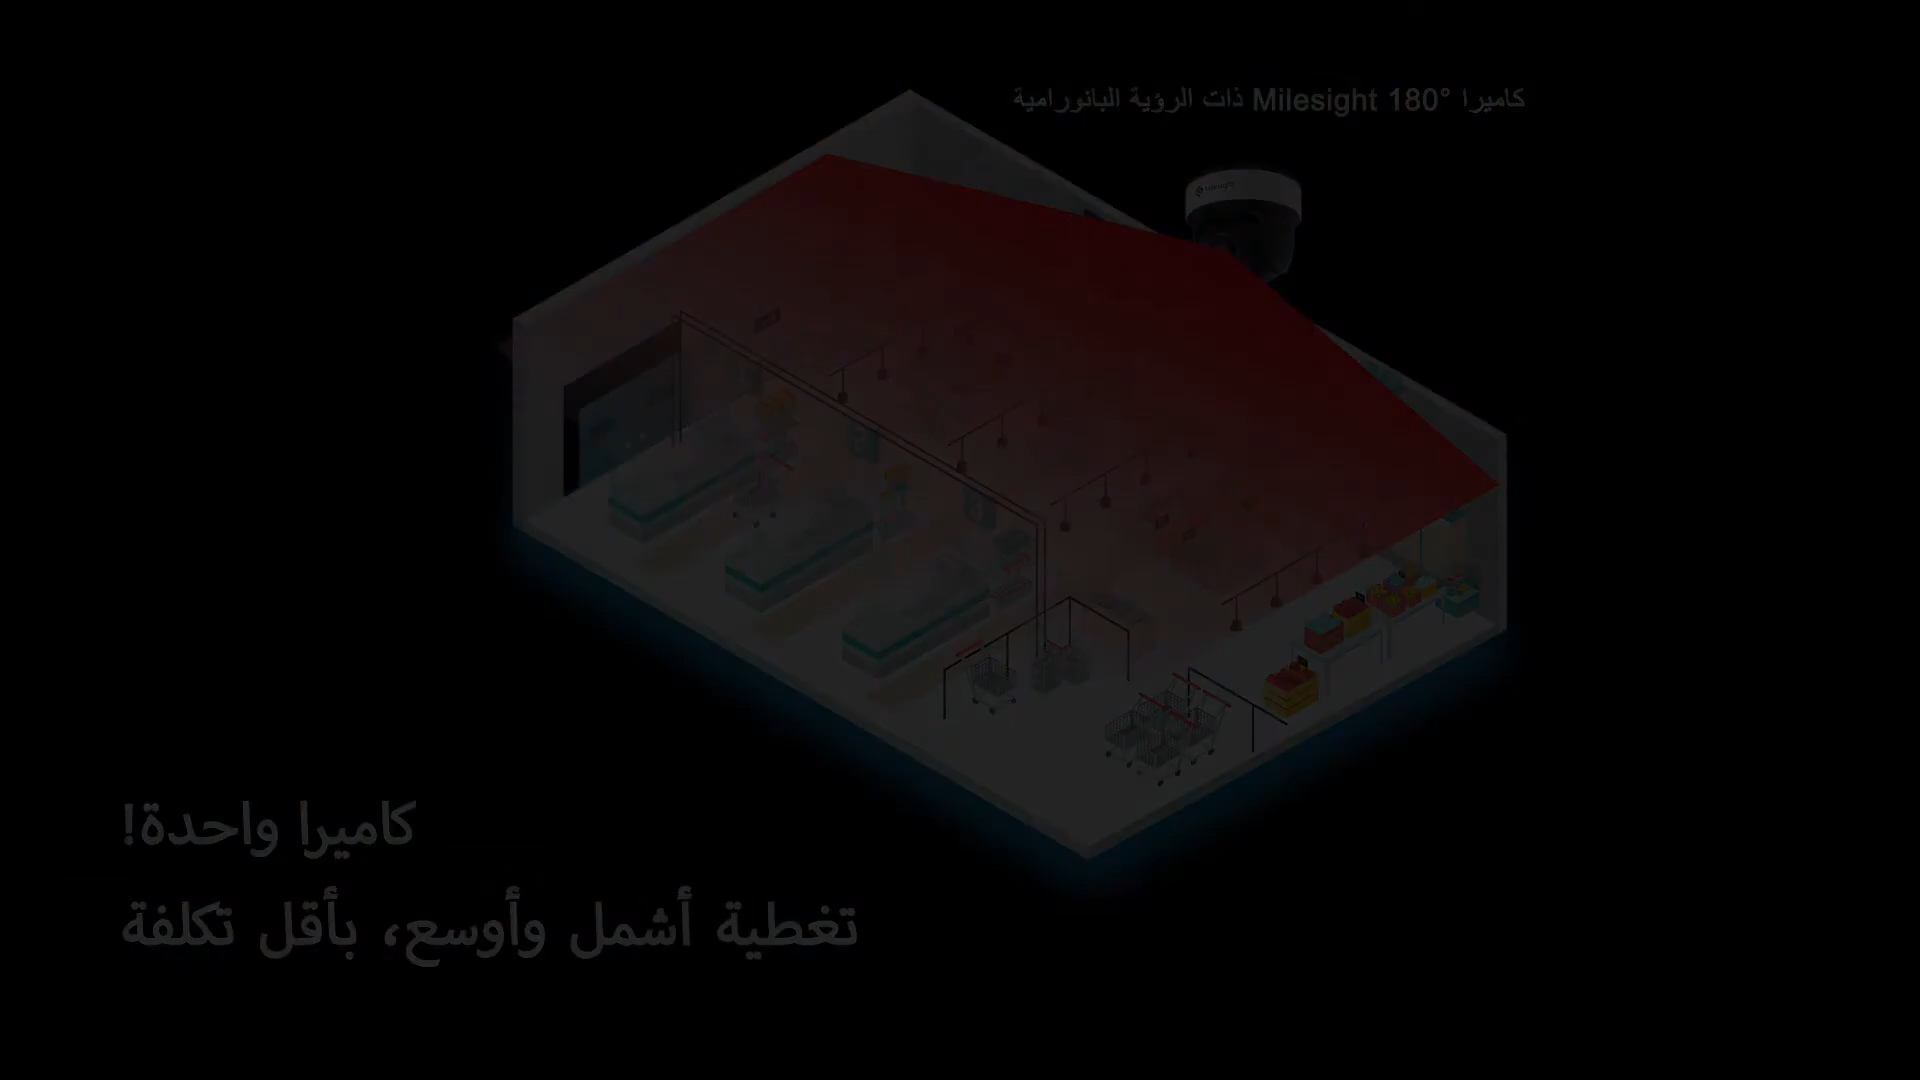 كاميرا Milesight 180° ذات الرؤية البانورامية
كاميرا واحدة!
تغطية أشمل وأوسع، بأقل تكلفة